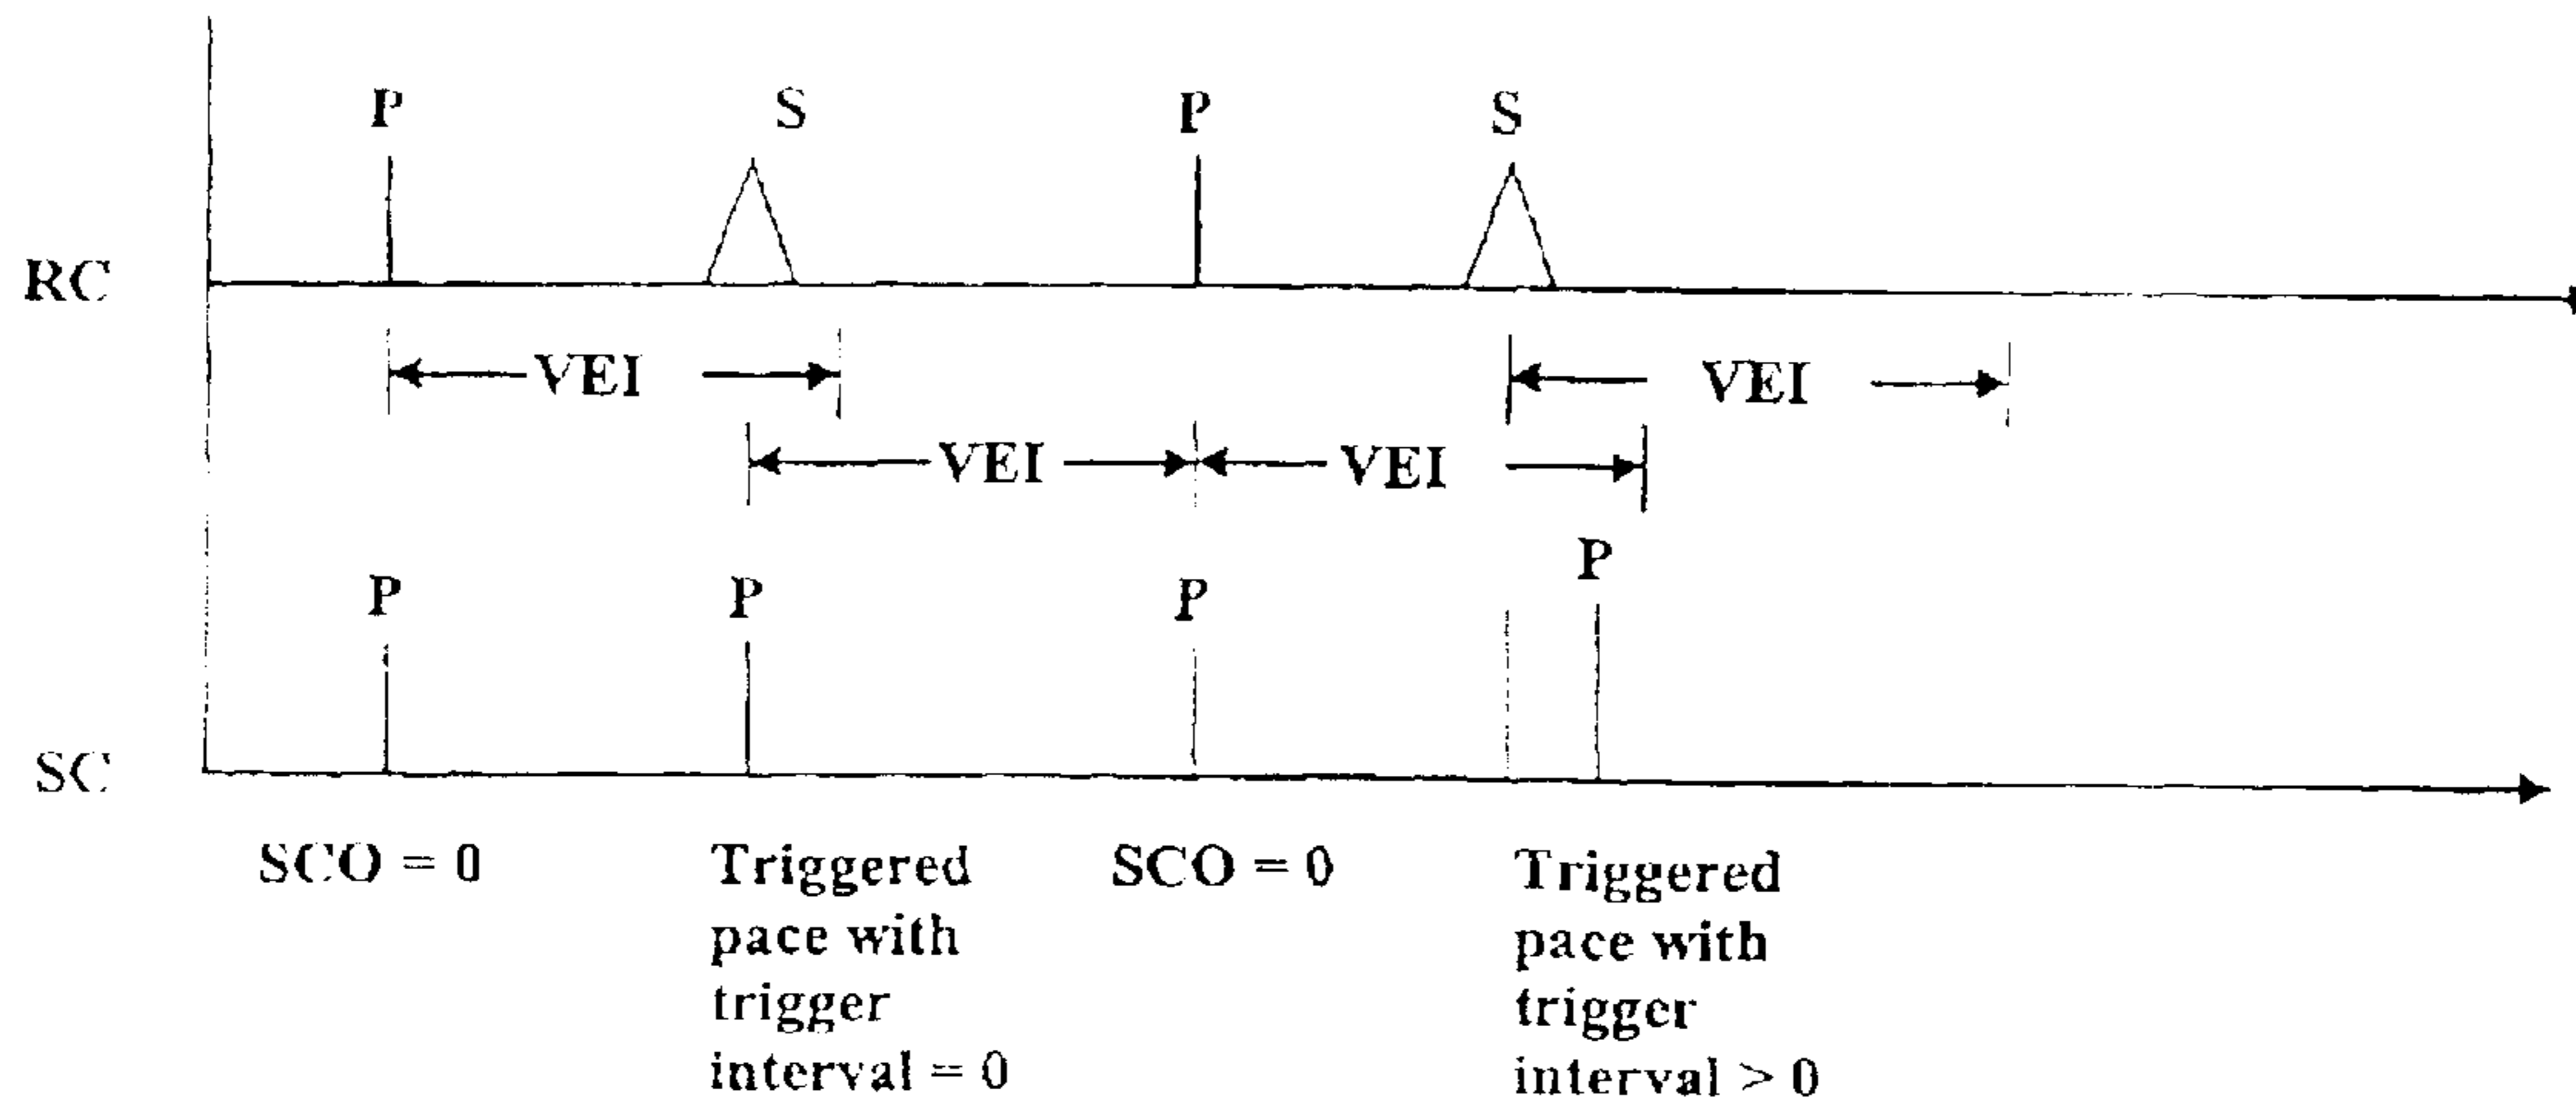 P S P S
RC
VEI VEI
VEI VEI
P
P P P
SC
SCO = 0
Triggered
pace with
trigger
interval = 0
SCO = 0
Triggered
pace with
trigger
interval > 0